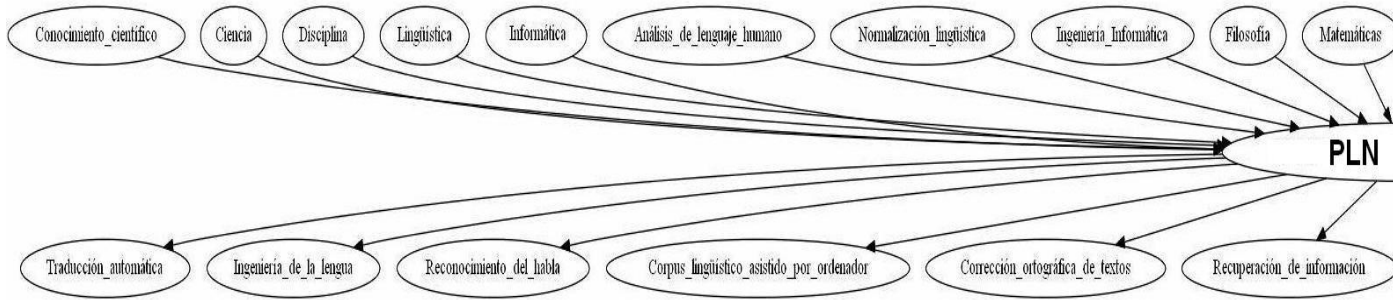 Conocimiento_científico
Ciencia
Disciplina
Lingüística
Informática
Análisis_de_lenguaje_humano
Normalización_lingüística
Ingeniería_Informática
Filosofía
Matemáticas
PLN
Traducción_automática
Ingeniería_de_la_lengua
Reconocimiento_del_habla
Corpus_lingüístico_asistido_por_ordenador
Corrección_ortográfica_de_textos
Recuperación_de_información